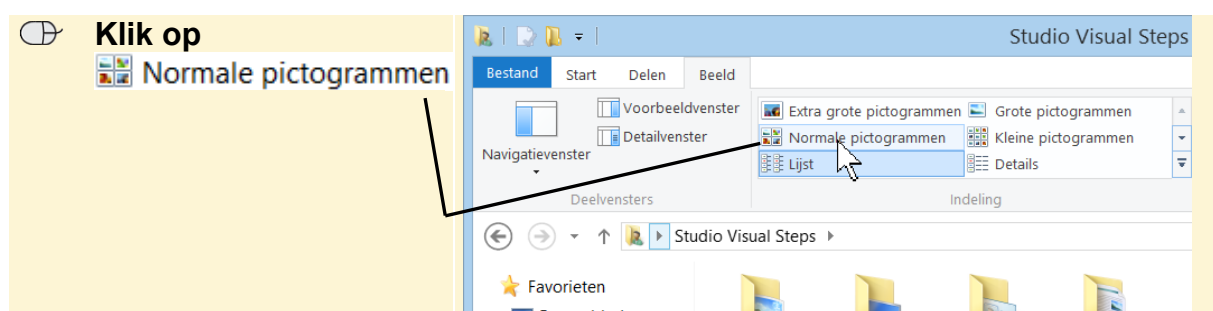 Klik op
Normale pictogrammen
Studio Visual Steps
Bestand Start Delen Beeld
Voorbeeldvenster
Detailvenster
Navigatievenster
Deelvensters
Extra grote pictogrammen Grote pictogrammen
Normale pictogrammen Kleine pictogrammen
Lijst Details
Indeling
Studio Visual Steps
Favorieten